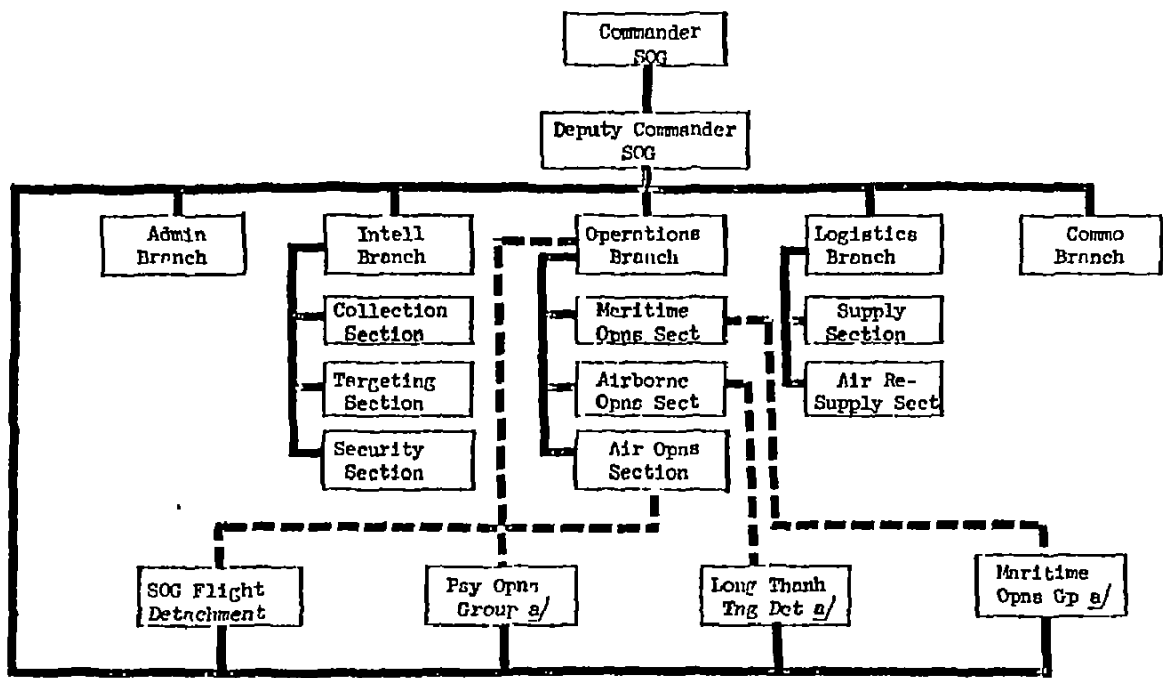 Commander
SOG
Deputy Commander
SOG
Admin
Branch
Intell
Branch
Operations
Branch
Logistics
Branch
Commo
Branch
Collection
Section
Maritime
Opns Sect
Supply
Section
Targeting
Section
Airborne
Opns Sect
Air Re-
Supply Sect
Security
Section
Air Opns
Section
SOG Flight
Detachment
Psy Opns
Group a/
Long Thanh
Tng Det a/
Maritime
Opns Gp a/